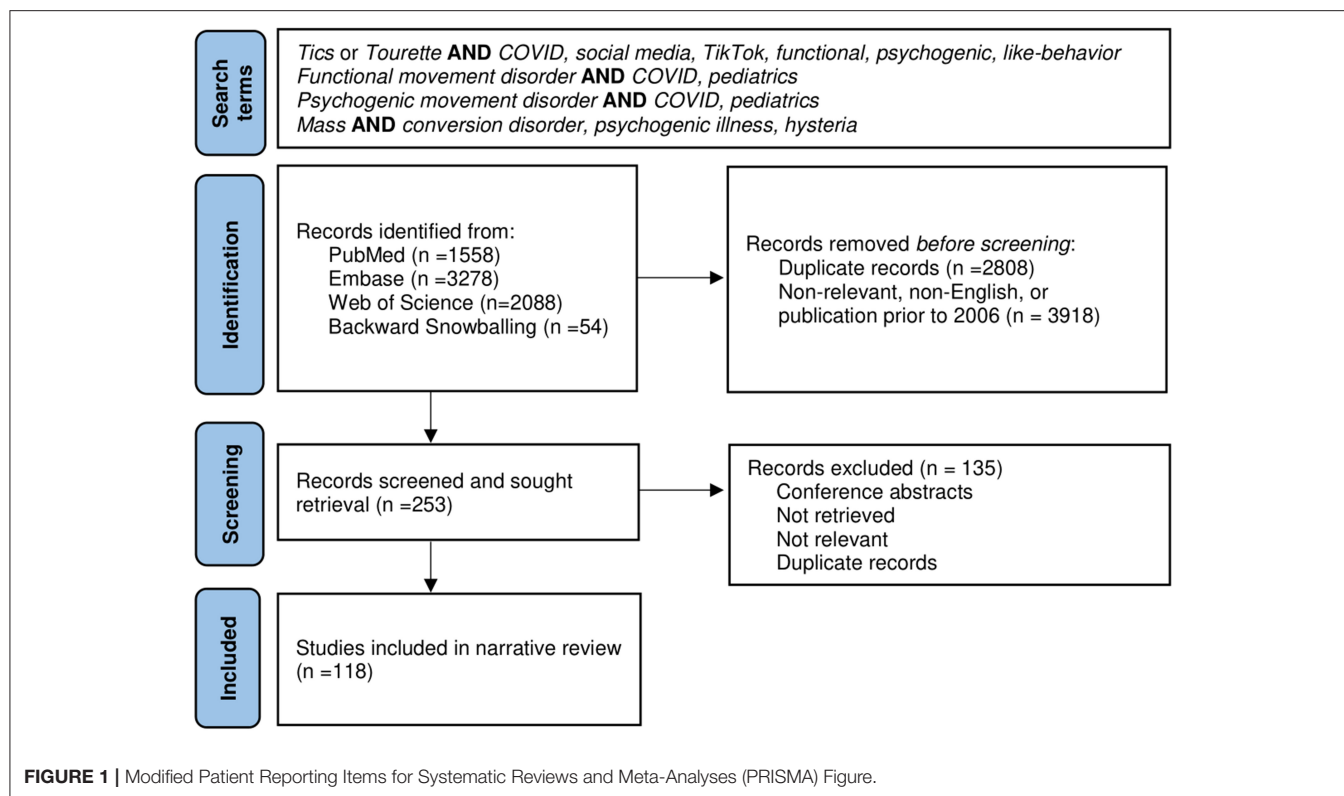 Search
terms
Tics or Tourette AND COVID, social media, TikTok, functional, psychogenic, like-behavior
Functional movement disorder AND COVID, pediatrics
Psychogenic movement disorder AND COVID, pediatrics
Mass AND conversion disorder, psychogenic illness, hysteria
Identification
Records identified from:
PubMed (n =1558)
Embase (n =3278)
Web of Science (n=2088)
Backward Snowballing (n =54)
Records removed before screening:
Duplicate records (n =2808)
Non-relevant, non-English, or
publication prior to 2006 (n = 3918)
Screening
Records screened and sought
retrieval (n =253)
Records excluded (n = 135)
Conference abstracts
Not retrieved
Not relevant
Duplicate records
Included
Studies included in narrative review
(n =118)
FIGURE 1 | Modified Patient Reporting Items for Systematic Reviews and Meta-Analyses (PRISMA) Figure.